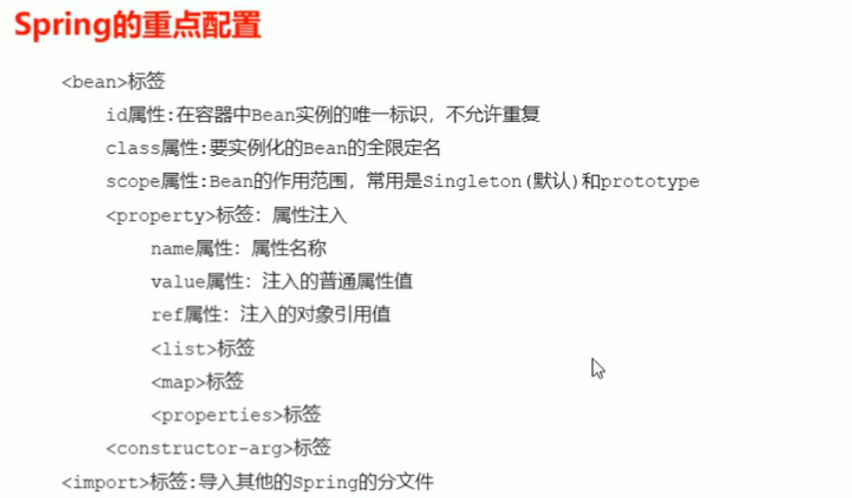 Spring的重点配置
<bean>标签
id属性:在容器中Bean实例的唯一标识，不允许重复
class属性:要实例化的Bean的全限定名
scope属性:Bean的作用范围，常用是Singleton(默认)和prototype
<property>标签：属性注入
name属性：属性名称
value属性：注入的普通属性值
ref属性：注入的对象引用值
<list>标签
<map>标签
<properties>标签
<constructor-arg>标签
<import>标签:导入其他的Spring的分文件